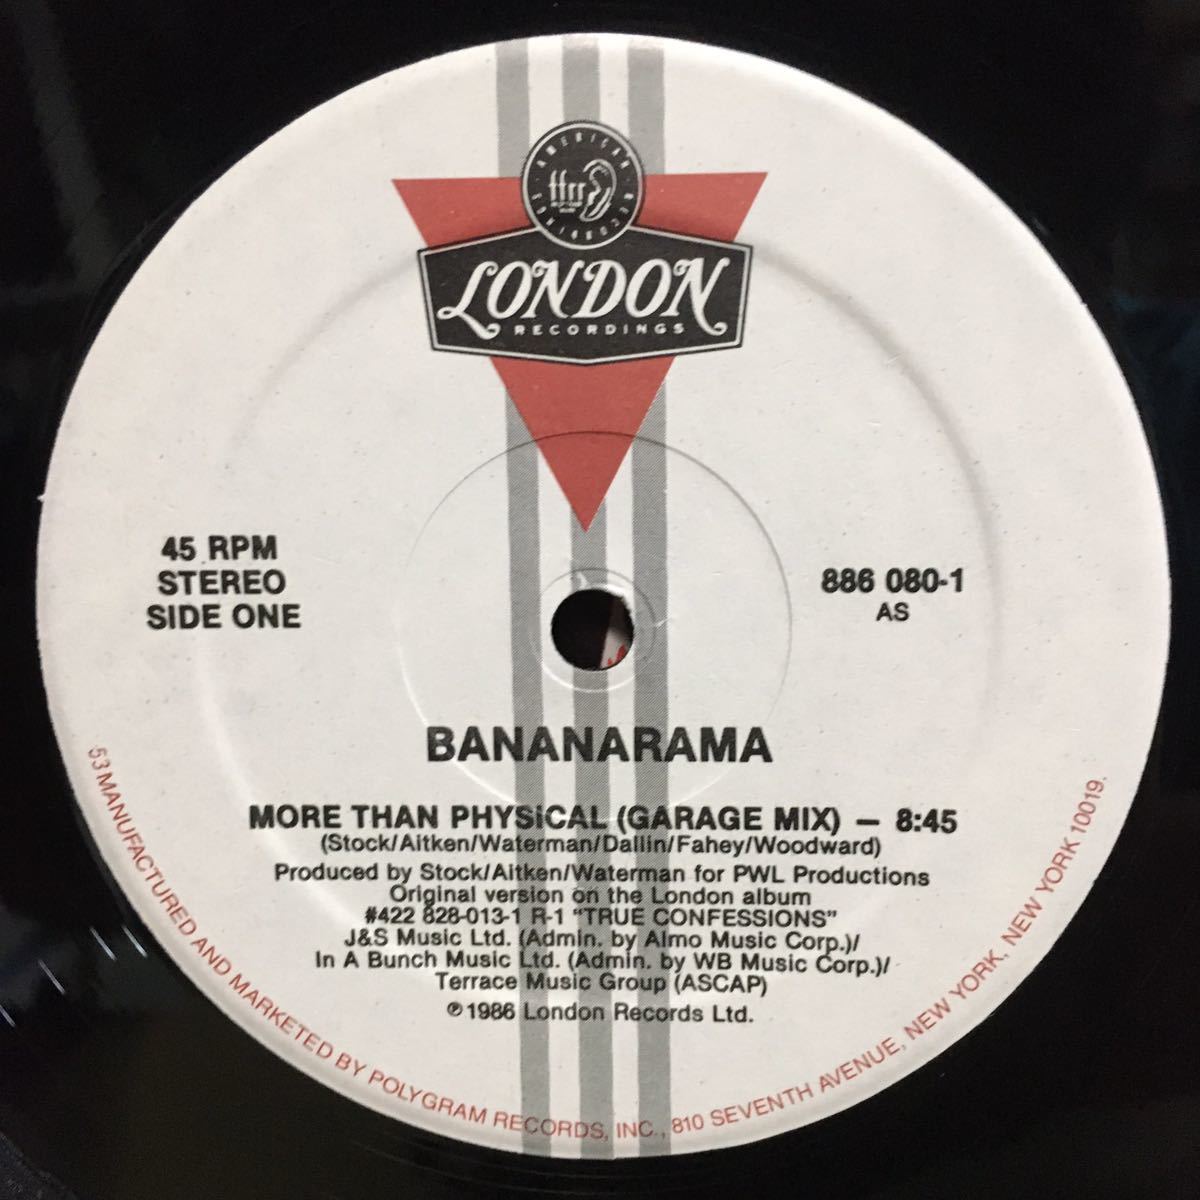 AMERICAN RECORDINGS
ffrr
LONDON
RECORDINGS
45 RPM
STEREO
SIDE ONE
886 080-1
AS
BANANARAMA
MORE THAN PHYSICAL (GARAGE MIX) — 8:45
(Stock/Aitken/Waterman/Dallin/Fahey/Woodward)
Produced by Stock/Aitken/Waterman for PWL Productions
Original version on the London album
#422 828-013-1 R-1 "TRUE CONFESSIONS"
J&S Music Ltd. (Admin. by Almo Music Corp.)/
In A Bunch Music Ltd. (Admin. by WB Music Corp.)/
Terrace Music Group (ASCAP)
℗ 1986 London Records Ltd.
53 MANUFACTURED AND MARKETED BY POLYGRAM RECORDS, INC., 810 SEVENTH AVENUE, NEW YORK, NEW YORK 10019.